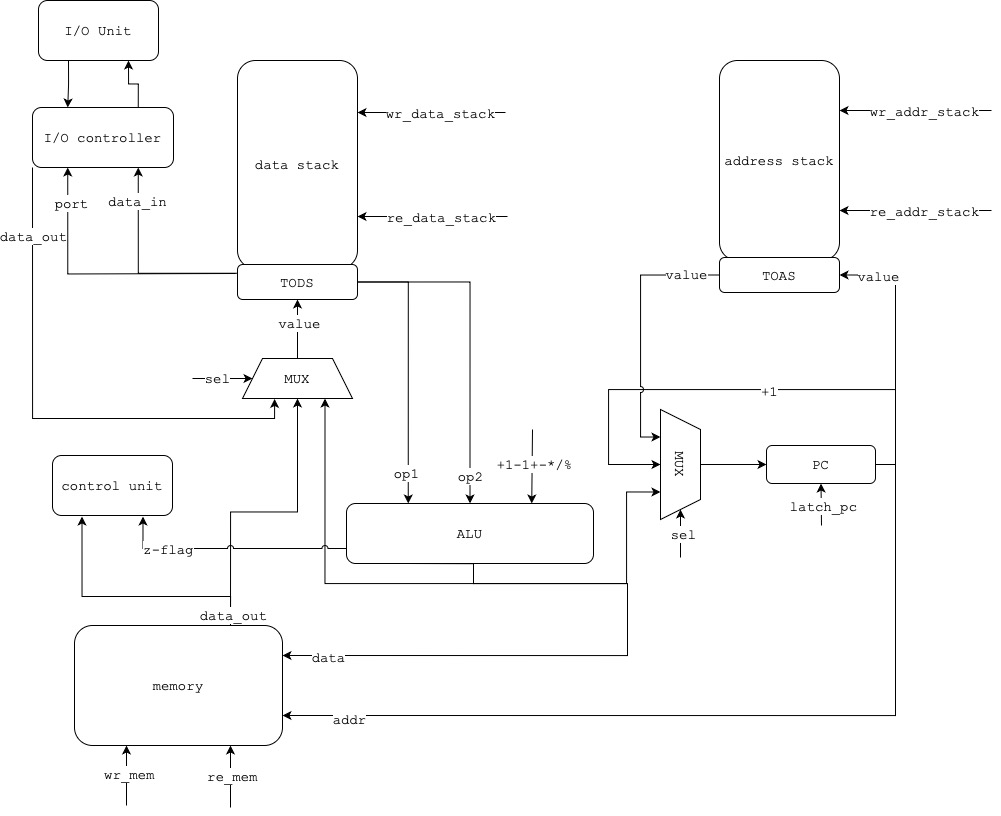 I/O Unit
I/O controller
port
data_in
data_out
data stack
wr_data_stack
re_data_stack
TODS
value
sel
MUX
address stack
wr_addr_stack
re_addr_stack
TOAS
value
value
+1
MUX
sel
PC
latch_pc
op1
op2
+1-1+-*/%
ALU
control unit
z-flag
data_out
memory
data
addr
wr_mem
re_mem